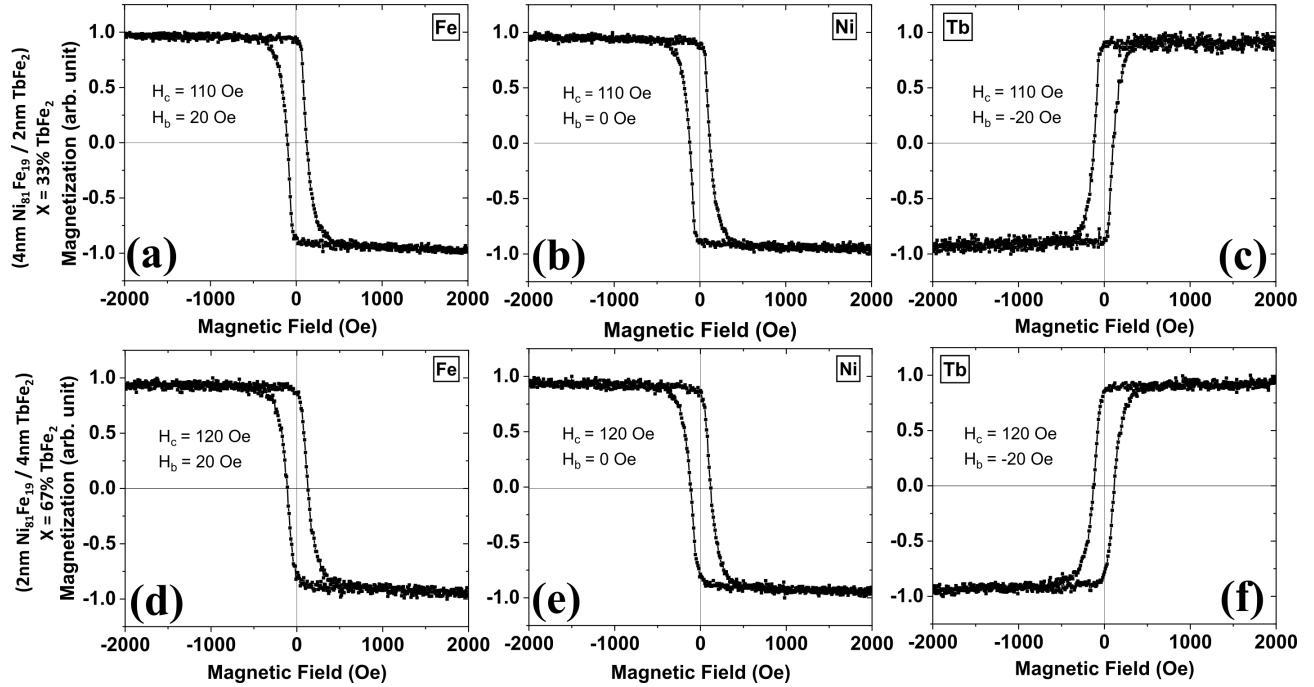 (4nm Ni₈₁Fe₁₉ / 2nm TbFe₂)
X = 33% TbFe₂
Magnetization (arb. unit)
1.0
0.5
0.0
-0.5
-1.0
Fe
H_c = 110 Oe
H_b = 20 Oe
(a)
-2000 -1000 0 1000 2000
Magnetic Field (Oe)
1.0
0.5
0.0
-0.5
-1.0
Ni
H_c = 110 Oe
H_b = 0 Oe
(b)
-2000 -1000 0 1000 2000
Magnetic Field (Oe)
1.0
0.5
0.0
-0.5
-1.0
Tb
H_c = 110 Oe
H_b = -20 Oe
(c)
-2000 -1000 0 1000 2000
Magnetic Field (Oe)
(2nm Ni₈₁Fe₁₉ / 4nm TbFe₂)
X = 67% TbFe₂
Magnetization (arb. unit)
1.0
0.5
0.0
-0.5
-1.0
Fe
H_c = 120 Oe
H_b = 20 Oe
(d)
-2000 -1000 0 1000 2000
Magnetic Field (Oe)
1.0
0.5
0.0
-0.5
-1.0
Ni
H_c = 120 Oe
H_b = 0 Oe
(e)
-2000 -1000 0 1000 2000
Magnetic Field (Oe)
1.0
0.5
0.0
-0.5
-1.0
Tb
H_c = 120 Oe
H_b = -20 Oe
(f)
-2000 -1000 0 1000 2000
Magnetic Field (Oe)